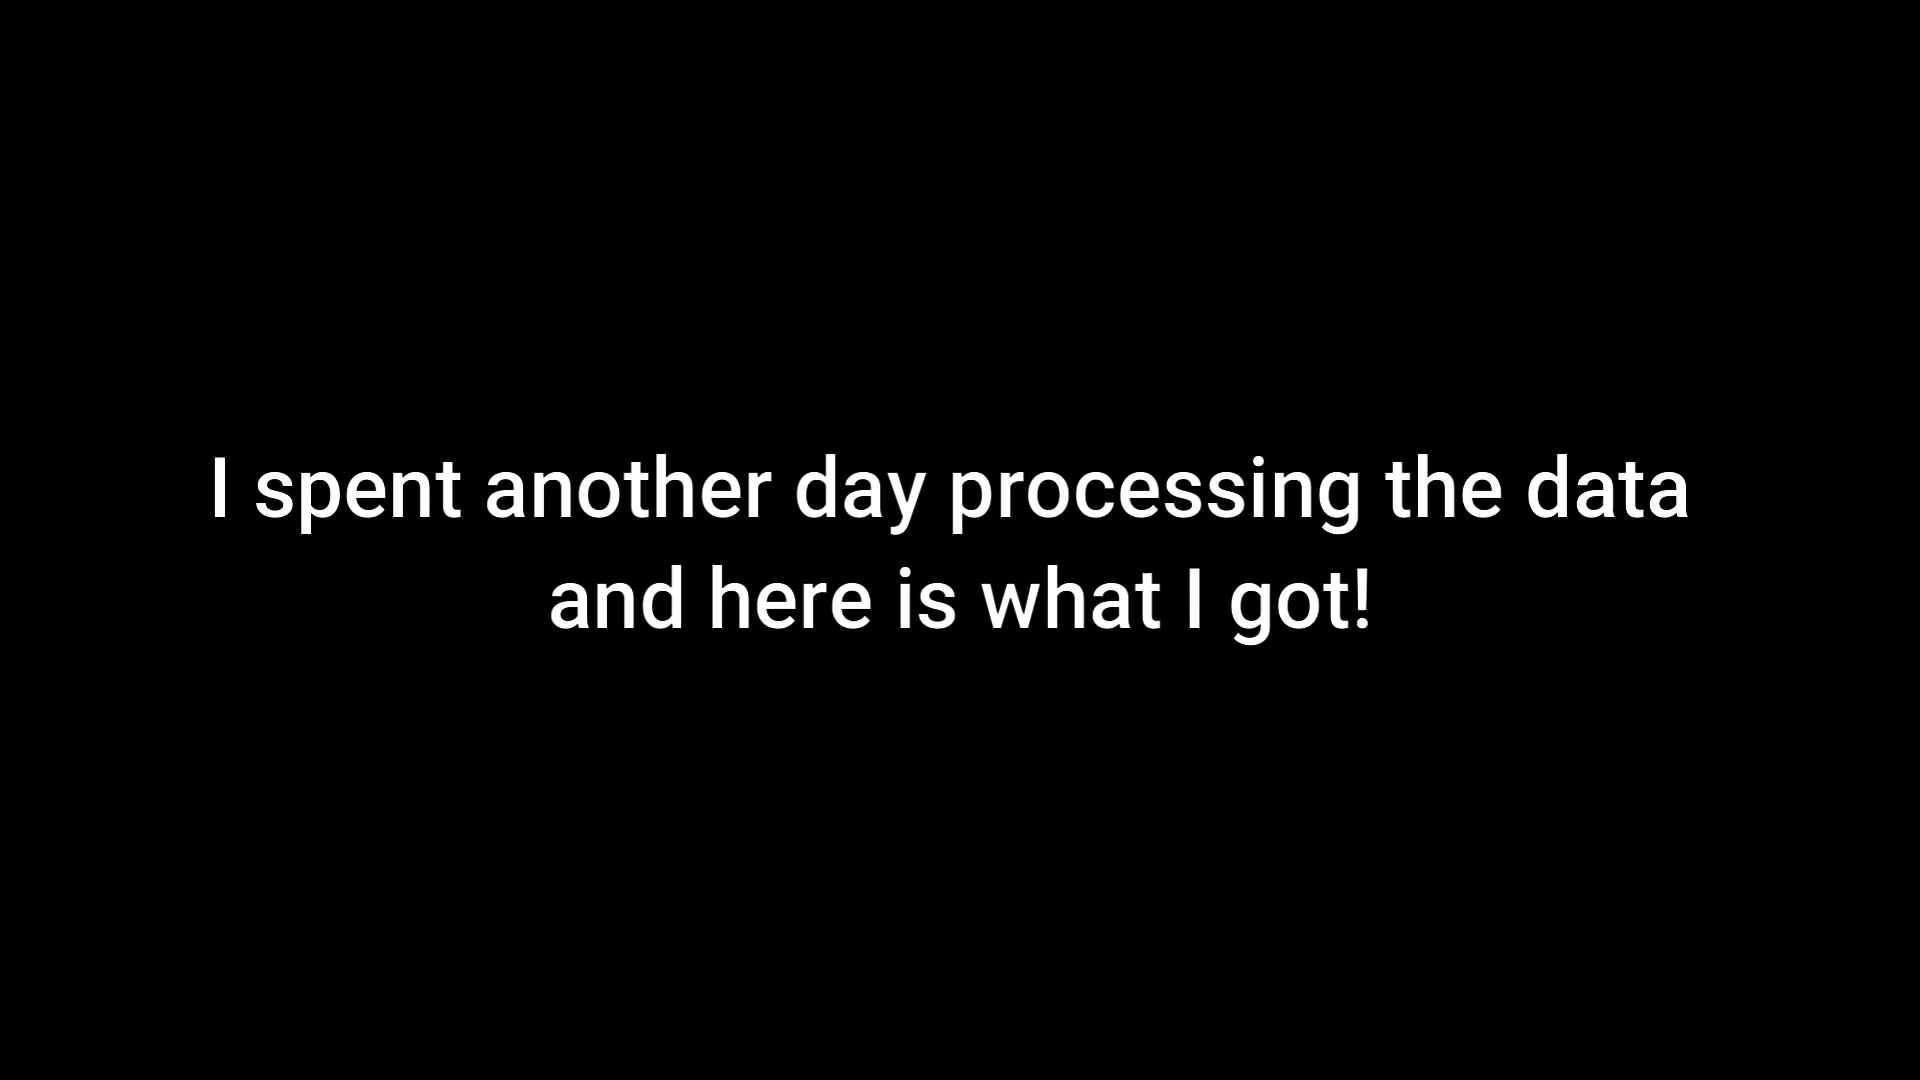 I spent another day processing the data
and here is what I got!